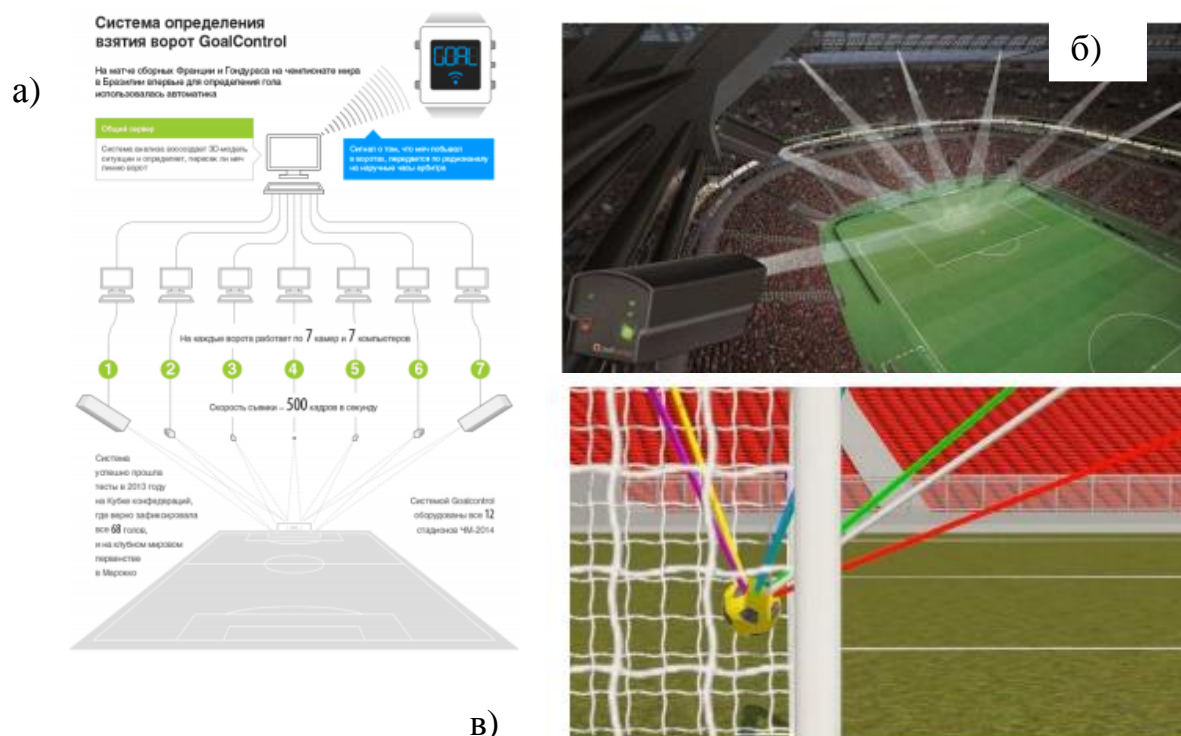 а)
Система определения
взятия ворот GoalControl
На матче сборных Франции и Гондураса на чемпионате мира
в Бразилии впервые для определения гола
использовалась автоматика
GOAL
Общий сервер
Система анализа воссоздает 3D-модель
ситуации и определяет, пересек ли мяч
линию ворот
Сигнал о том, что мяч побывал
в воротах, передается по радиоканалу
на наручные часы арбитра
На каждые ворота работает по 7 камер и 7 компьютеров
1 2 3 4 5 6 7
Скорость съемки – 500 кадров в секунду
Система
успешно прошла
тесты в 2013 году
на Кубке конфедераций,
где верно зафиксировала
все 68 голов,
и на клубном мировом
первенстве
в Марокко
Системой Goalcontrol
оборудованы все 12
стадионов ЧМ-2014
б)
в)